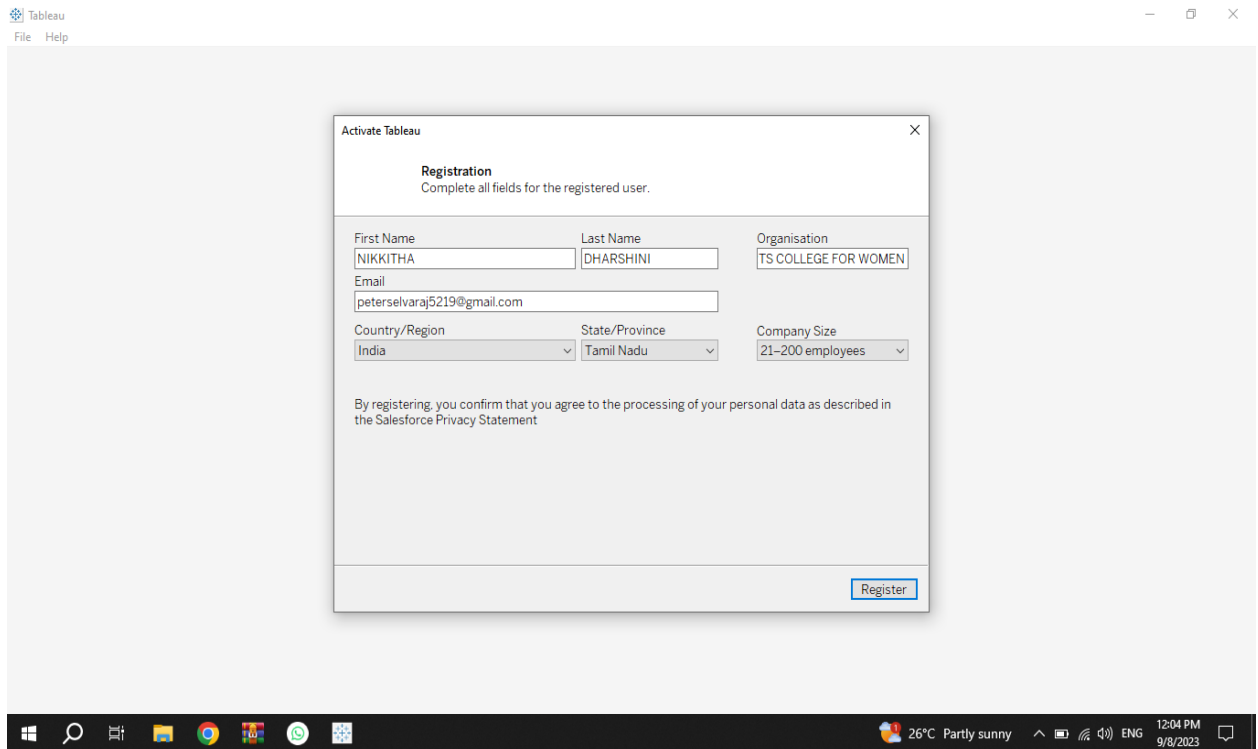 Tableau
File Help
Activate Tableau
Registration
Complete all fields for the registered user.
First Name Last Name Organisation
NIKKITHA DHARSHINI TS COLLEGE FOR WOMEN
Email
peterselvaraj5219@gmail.com
Country/Region State/Province Company Size
India Tamil Nadu 21–200 employees
By registering, you confirm that you agree to the processing of your personal data as described in
the Salesforce Privacy Statement
Register
1 26°C Partly sunny ENG 12:04 PM
9/8/2023